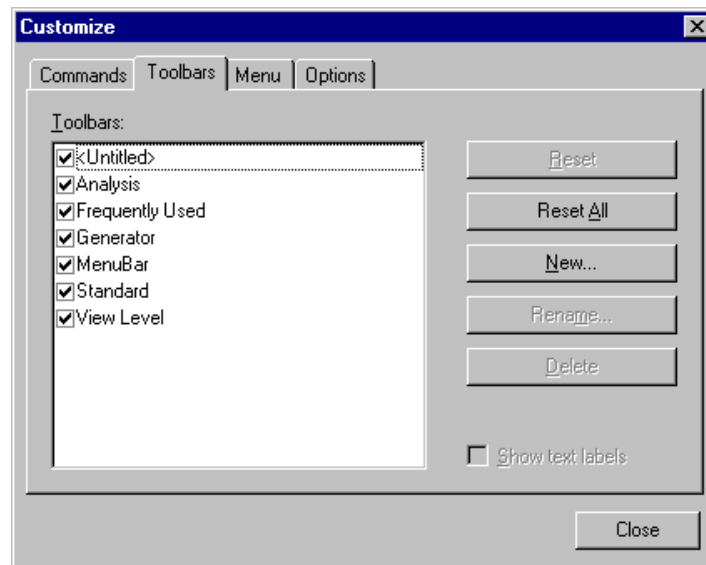 Customize
Commands
Toolbars
Menu
Options
Toolbars:
<Untitled>
Analysis
Frequently Used
Generator
MenuBar
Standard
View Level
Reset
Reset All
New...
Rename...
Delete
Show text labels
Close